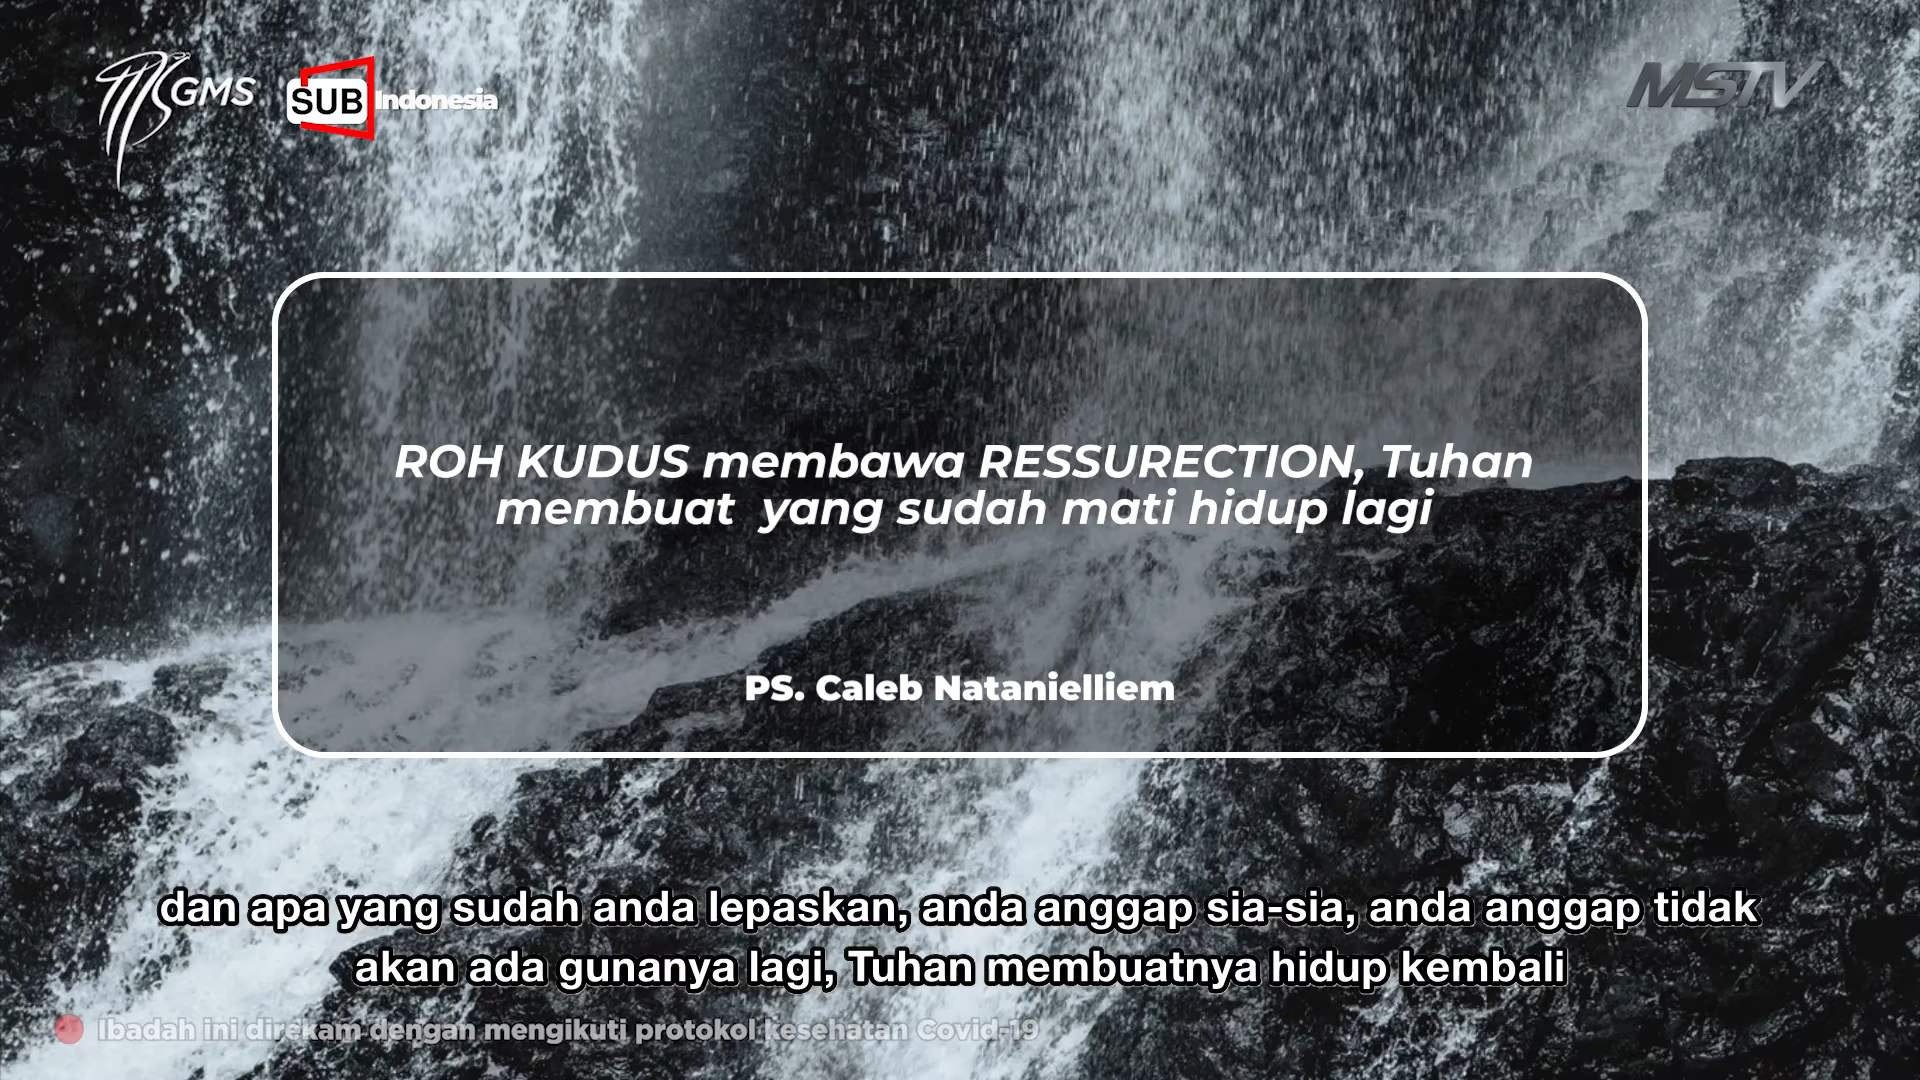 GMS
SUB Indonesia
MSTV
ROH KUDUS membawa RESSURECTION, Tuhan
membuat  yang sudah mati hidup lagi
PS. Caleb Natanielliem
dan apa yang sudah anda lepaskan, anda anggap sia-sia, anda anggap tidak
akan ada gunanya lagi, Tuhan membuatnya hidup kembali
Ibadah ini direkam dengan mengikuti protokol kesehatan Covid-19